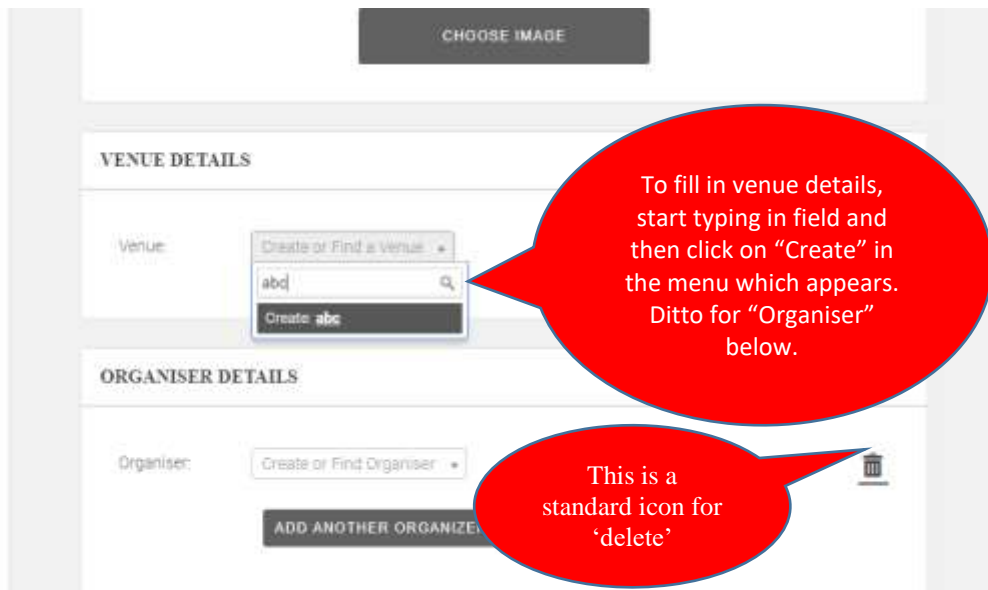 CHOOSE IMAGE
VENUE DETAILS
Venue:
Create or Find a Venue
abc
Create: abc
To fill in venue details,
start typing in field and
then click on “Create” in
the menu which appears.
Ditto for “Organiser”
below.
ORGANISER DETAILS
Organiser:
Create or Find Organiser
This is a
standard icon for
‘delete’
ADD ANOTHER ORGANIZE